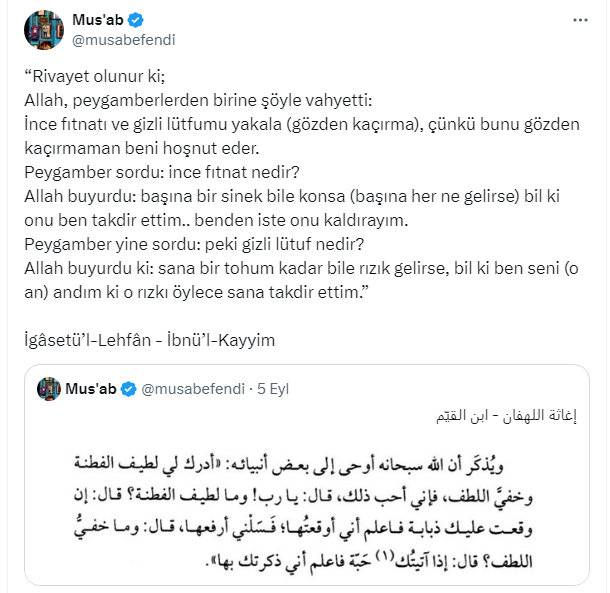 Mus'ab
@musabefendi
“Rivayet olunur ki;
Allah, peygamberlerden birine şöyle vahyetti:
İnce fıtnatı ve gizli lütfumu yakala (gözden kaçırma), çünkü bunu gözden
kaçırmaman beni hoşnut eder.
Peygamber sordu: ince fıtnat nedir?
Allah buyurdu: başına bir sinek bile konsa (başına her ne gelirse) bil ki
onu ben takdir ettim.. benden iste onu kaldırayım.
Peygamber yine sordu: peki gizli lütuf nedir?
Allah buyurdu ki: sana bir tohum kadar bile rızık gelirse, bil ki ben seni (o
an) andım ki o rızkı öylece sana takdir ettim.”
İgâsetü’l-Lehfân - İbnü’l-Kayyim
Mus'ab @musabefendi · 5 Eyl
إغاثة اللهفان - ابن القيّم
ويُذكَر أن الله سبحانه أوحى إلى بعض أنبيائه: «أدرك لي لطيف الفطنة
وخفيَّ اللطف، فإني أحب ذلك، قال: يا رب! وما لطيف الفطنة؟ قال: إن
وقعت عليك ذبابة فاعلم أني أوقعتُها؛ فَسَلْني أرفعها، قال: وما خفيُّ
اللطف؟ قال: إذا آتيتُك(١) حَبّة فاعلم أني ذكرتك بها».